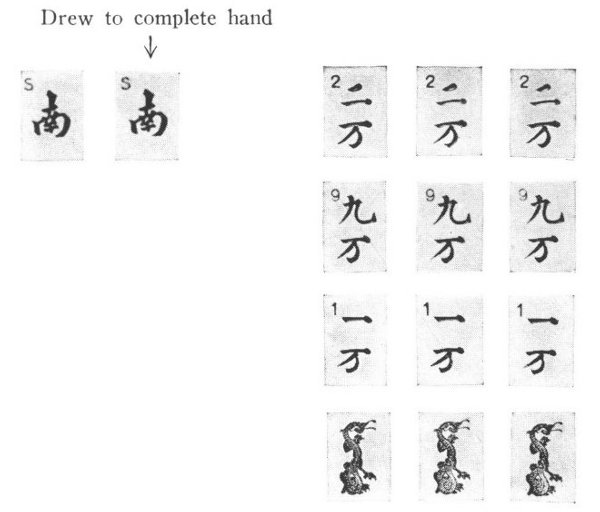 Drew to complete hand
S S 2 2 2
南 南 二 二 二
万 万 万
9 9 9
九 九 九
万 万 万
1 1 1
一 一 一
万 万 万